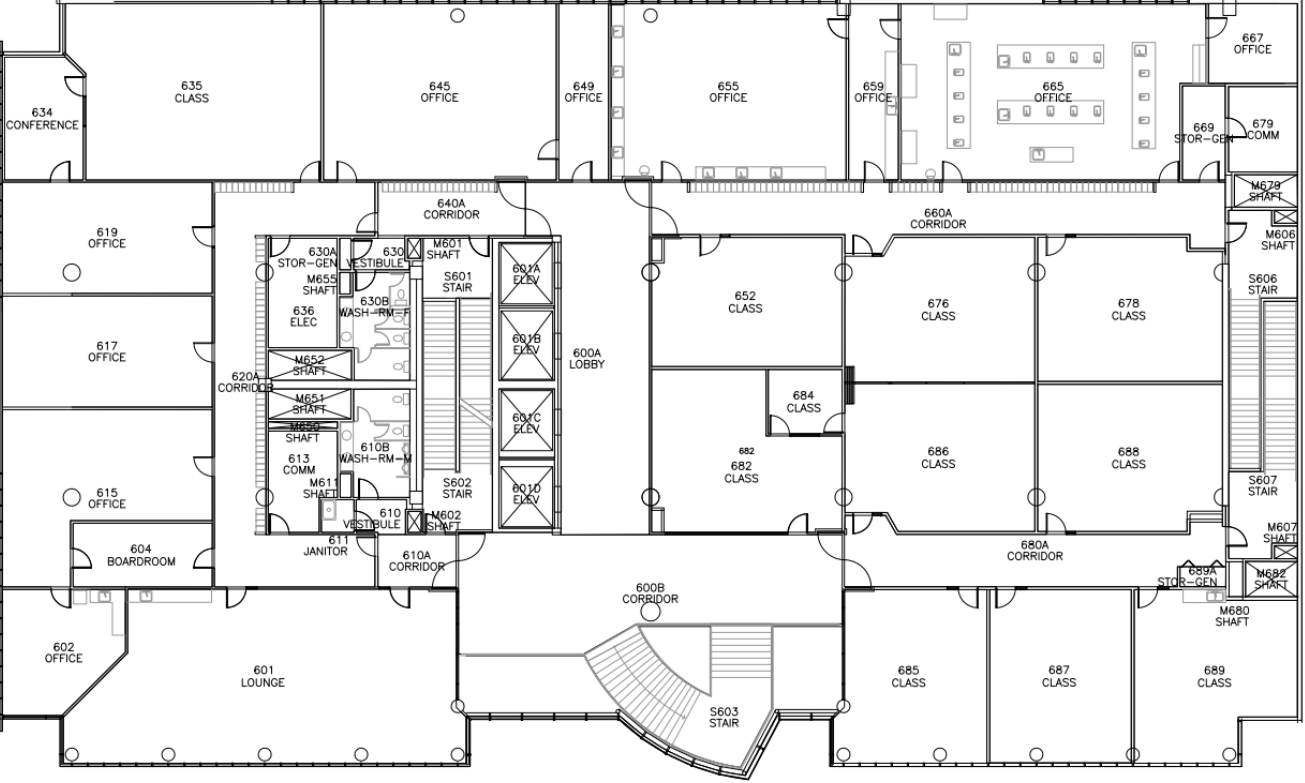 635
CLASS
645
OFFICE
649
OFFICE
655
OFFICE
659
OFFICE
665
OFFICE
667
OFFICE
634
CONFERENCE
669
STOR-GEN
679
COMM
M679
SHAFT
640A
CORRIDOR
660A
CORRIDOR
619
OFFICE
630A
STOR-GEN
630
VESTIBULE
M601
SHAFT
M606
SHAFT
M655
SHAFT
S601
STAIR
601A
ELEV
S606
STAIR
636
ELEC
630B
WASH-RM-F
652
CLASS
676
CLASS
678
CLASS
617
OFFICE
601B
ELEV
600A
LOBBY
M652
SHAFT
620A
CORRIDOR
M651
SHAFT
684
CLASS
M650
SHAFT
601C
ELEV
613
COMM
610B
WASH-RM-M
682
682
CLASS
686
CLASS
688
CLASS
615
OFFICE
M611
SHAFT
S602
STAIR
601D
ELEV
S607
STAIR
610
VESTIBULE
M602
SHAFT
M607
SHAFT
604
BOARDROOM
611
JANITOR
610A
CORRIDOR
680A
CORRIDOR
689A
STOR-GEN
M682
SHAFT
600B
CORRIDOR
M680
SHAFT
602
OFFICE
601
LOUNGE
685
CLASS
687
CLASS
689
CLASS
S603
STAIR